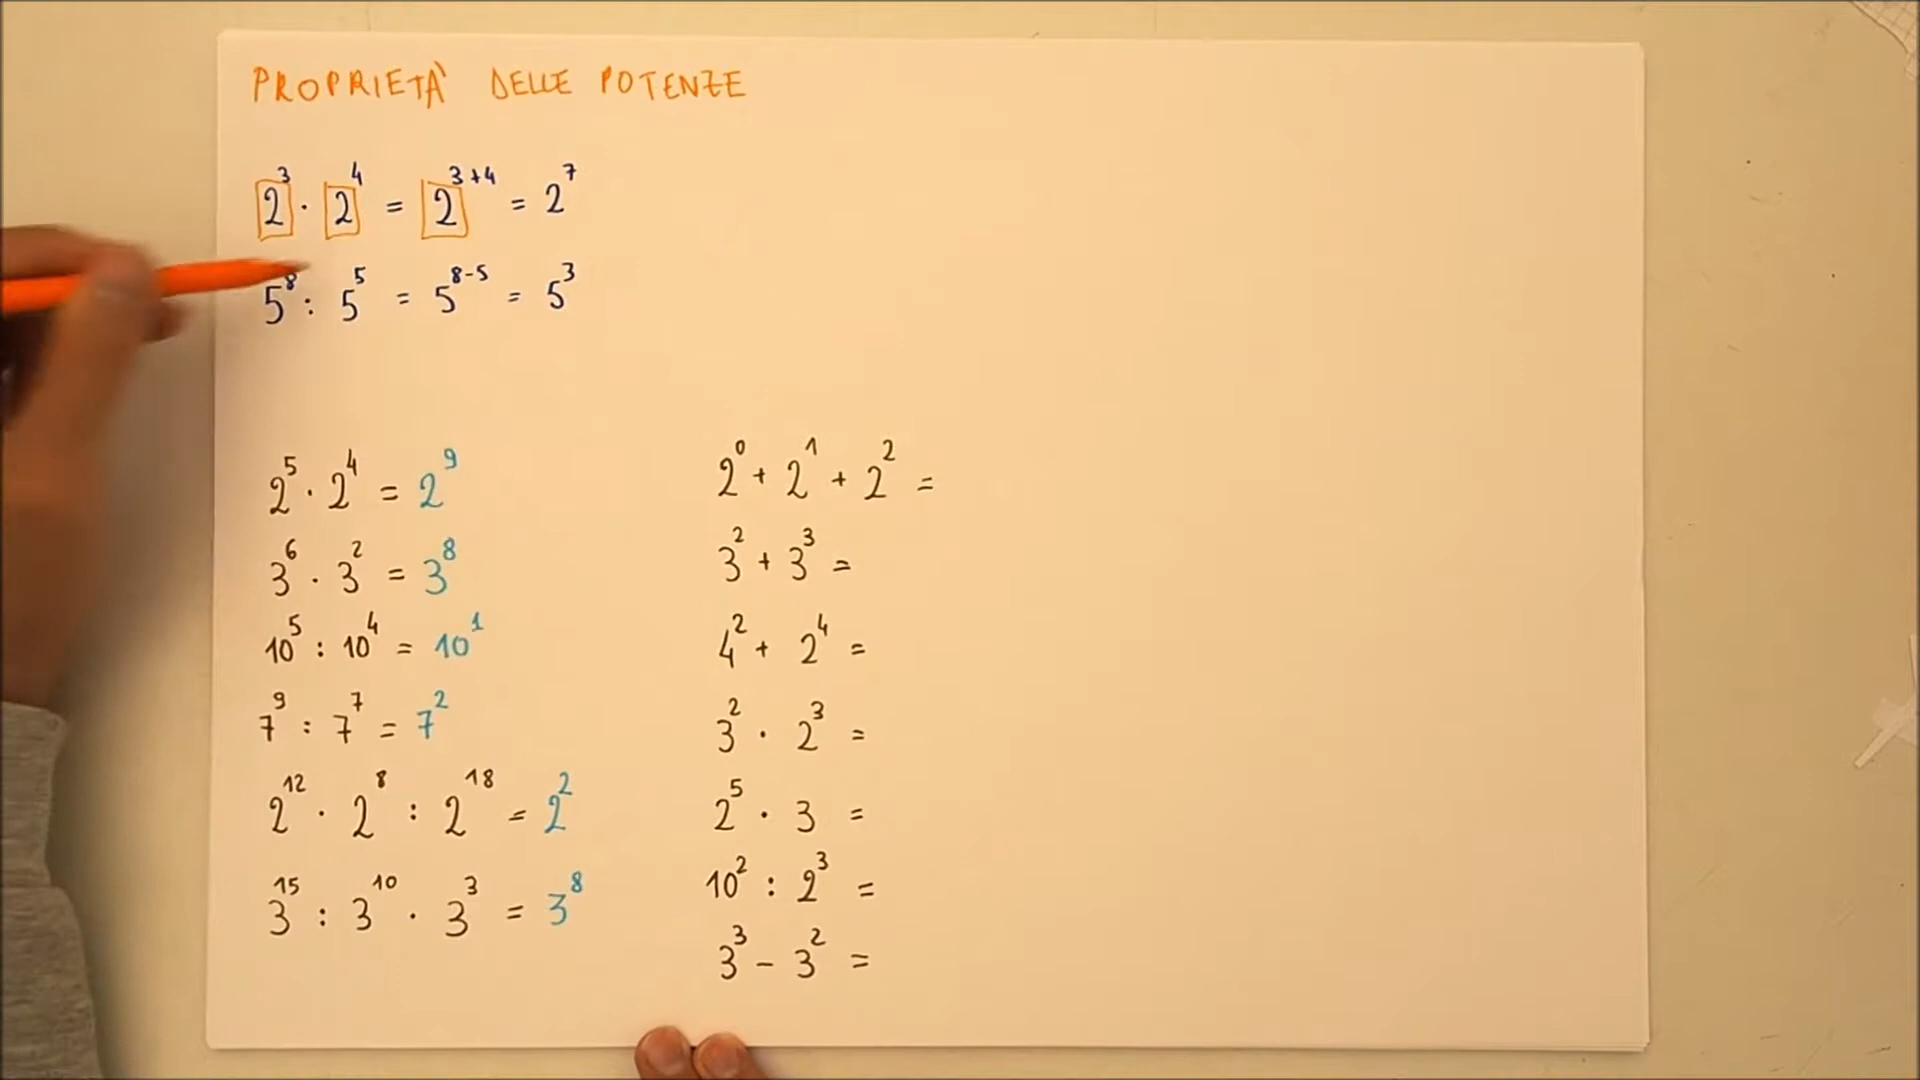 PROPRIETÀ DELLE POTENZE
2³ · 2⁴ = 2³⁺⁴ = 2⁷
5⁸ : 5⁵ = 5⁸⁻⁵ = 5³
2⁵ · 2⁴ = 2⁹
3⁶ · 3² = 3⁸
10⁵ : 10⁴ = 10¹
7⁹ : 7⁷ = 7²
2¹² · 2⁸ : 2¹⁸ = 2²
3¹⁵ : 3¹⁰ · 3³ = 3⁸
2⁰ + 2¹ + 2² =
3² + 3³ =
4² + 2⁴ =
3² · 2³ =
2⁵ · 3 =
10² : 2³ =
3³ - 3² =